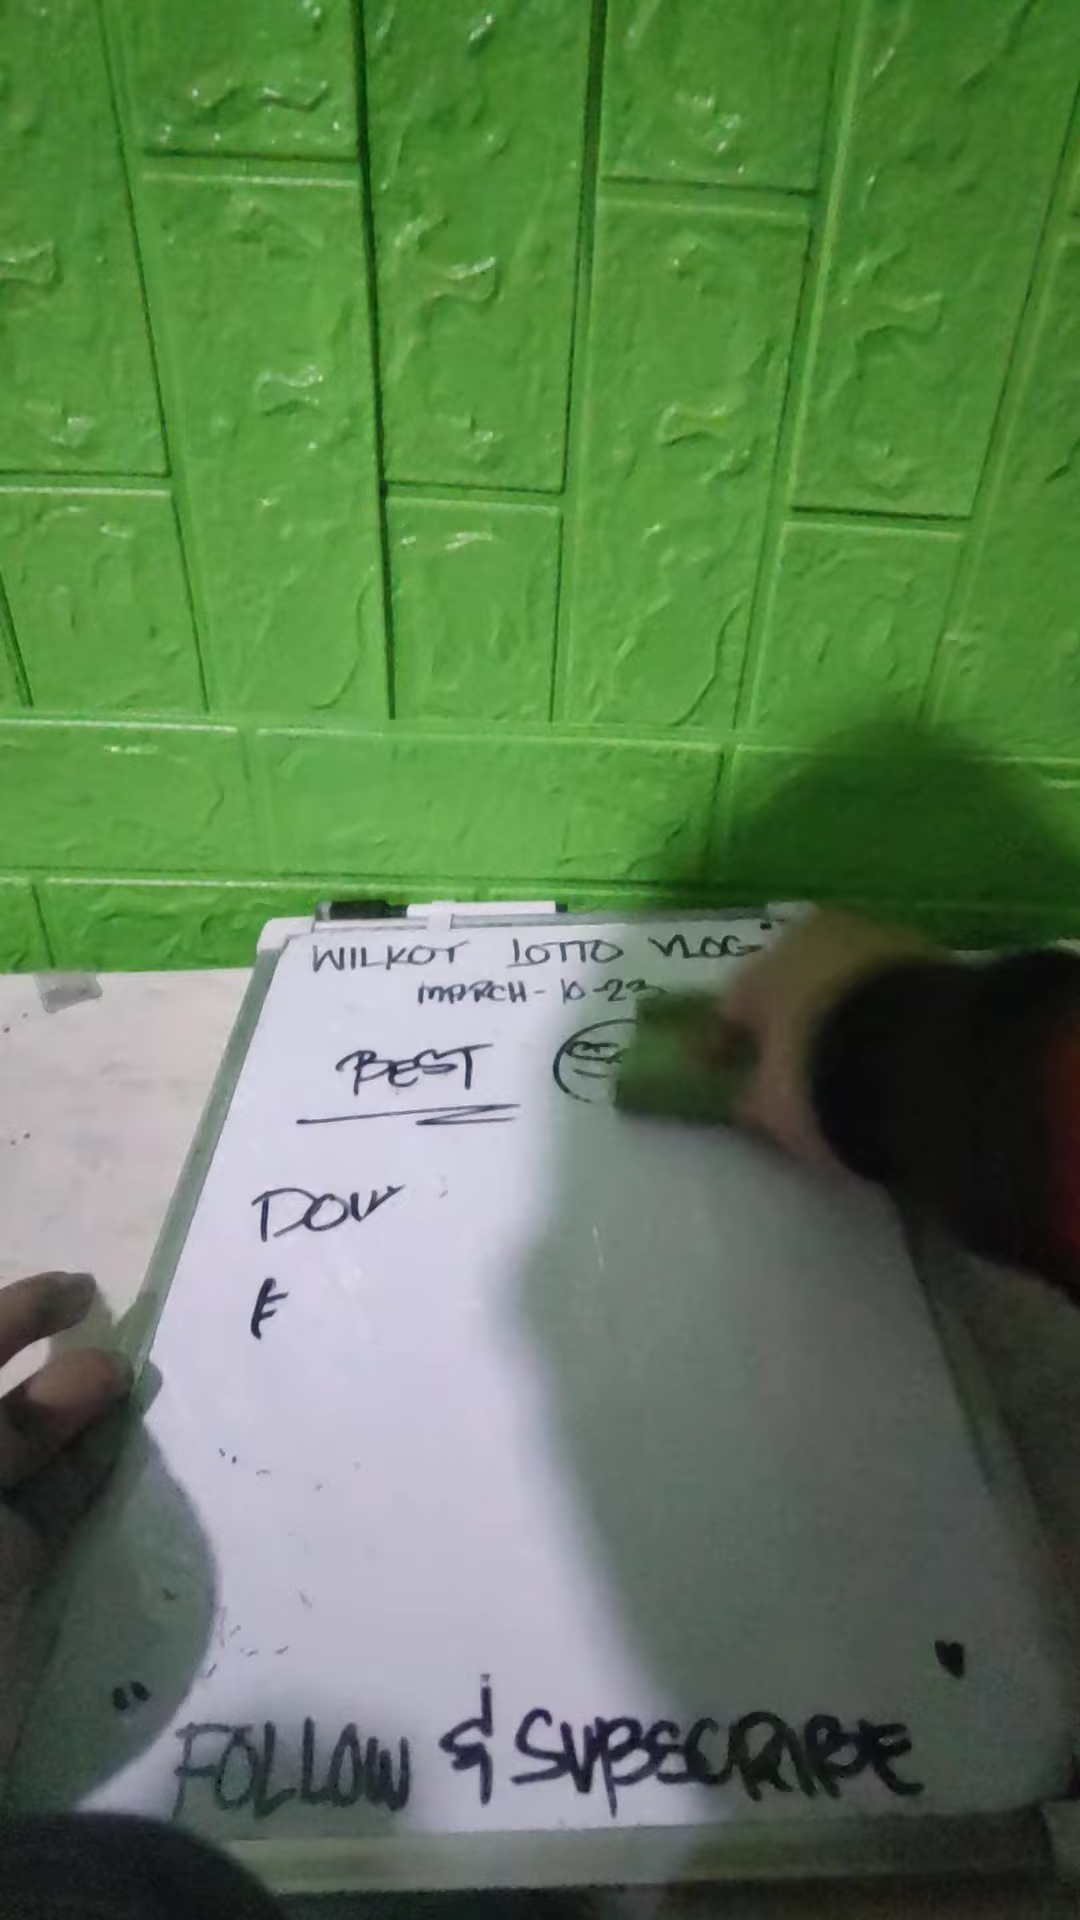 WILKOT LOTTO VLOG"
MARCH-10-23
BEST
DOW
F
"FOLLOW & SUBSCRIBE